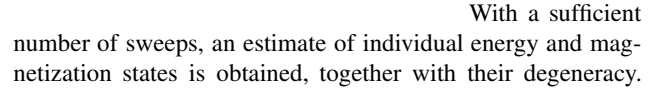 With a sufficient
number of sweeps, an estimate of individual energy and mag-
netization states is obtained, together with their degeneracy.